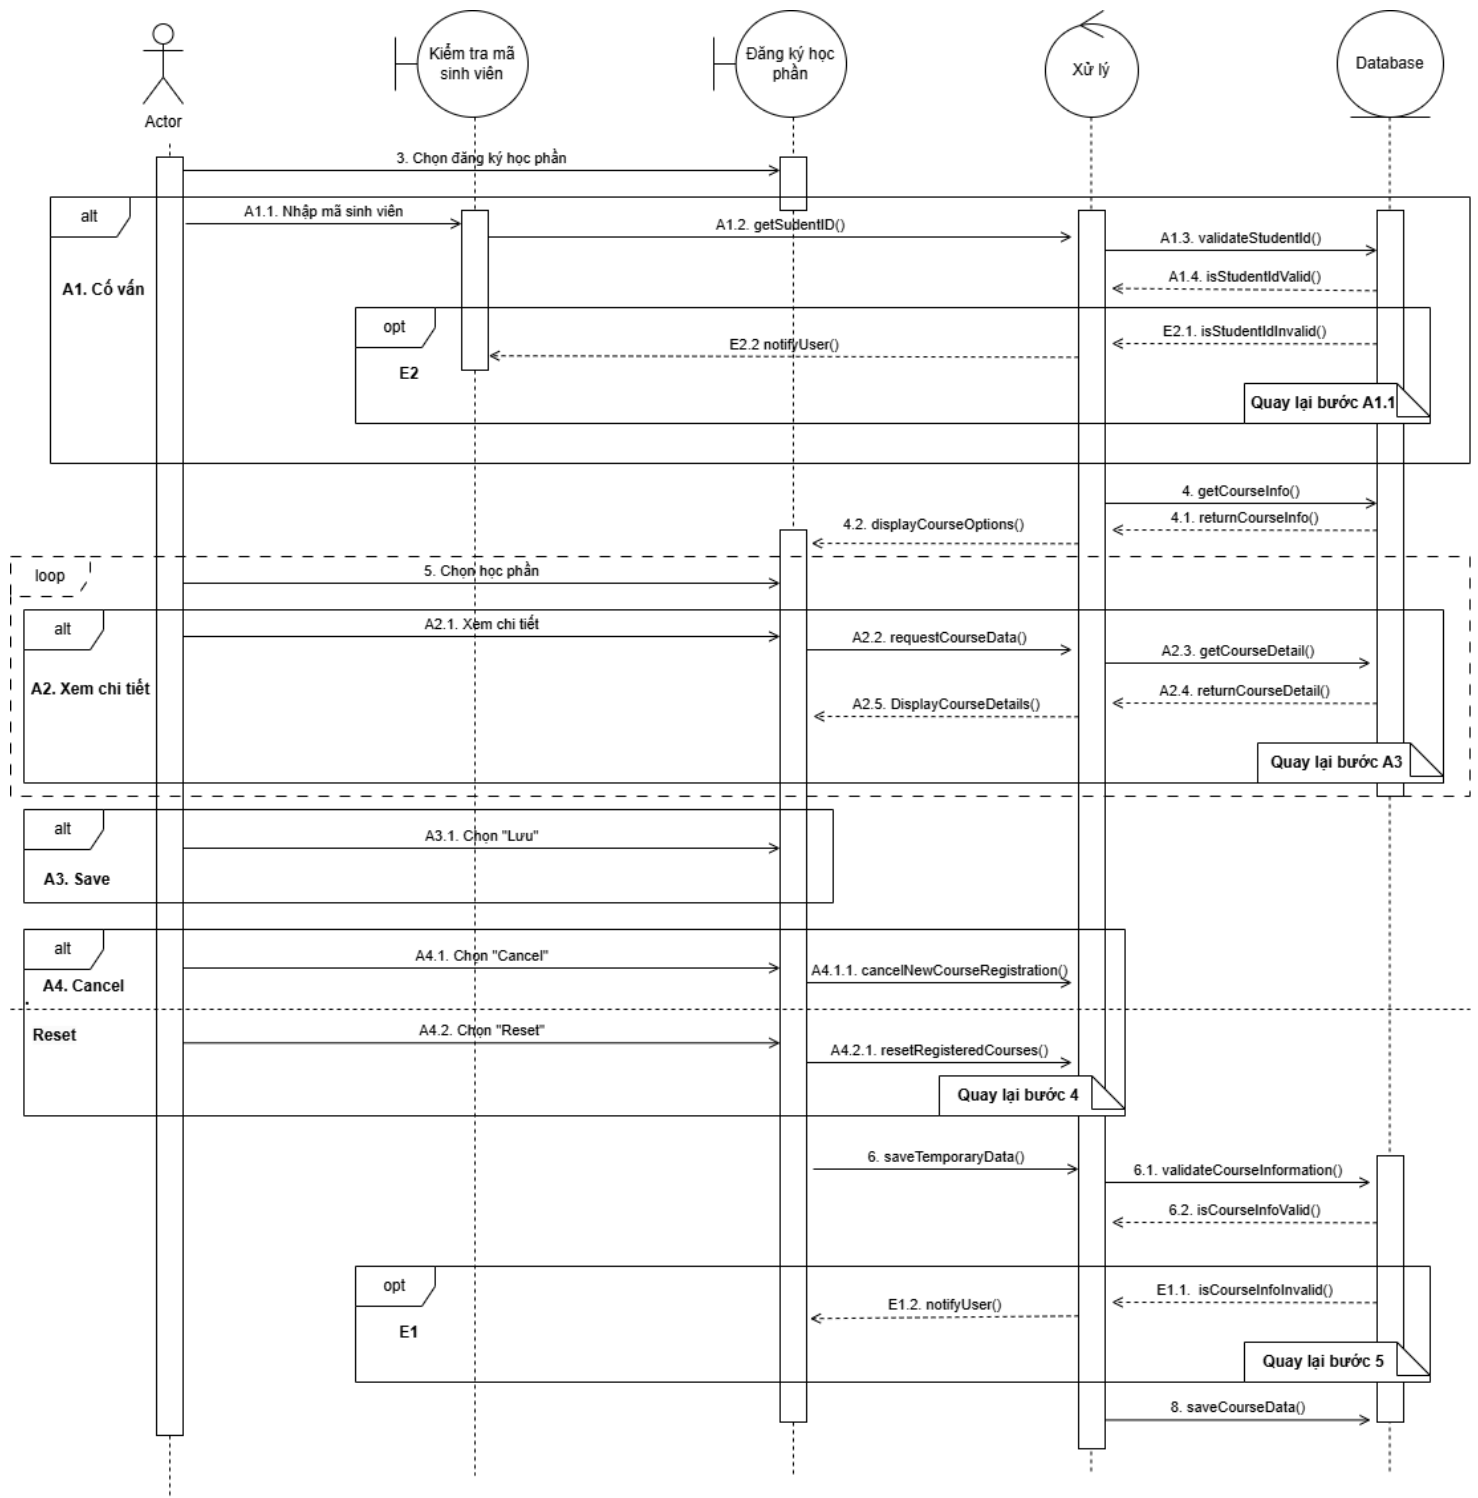 Kiểm tra mã
sinh viên
Đăng ký học
phần
Xử lý
Database
Actor
3. Chọn đăng ký học phần
alt
A1.1. Nhập mã sinh viên
A1.2. getSudentID()
A1.3. validateStudentId()
A1. Cố vấn
A1.4. isStudentIdValid()
opt
E2.1. isStudentIdInvalid()
E2.2 notifyUser()
E2
Quay lại bước A1.1
4. getCourseInfo()
4.1. returnCourseInfo()
4.2. displayCourseOptions()
loop
5. Chọn học phần
alt
A2.1. Xem chi tiết
A2.2. requestCourseData()
A2.3. getCourseDetail()
A2. Xem chi tiết
A2.4. returnCourseDetail()
A2.5. DisplayCourseDetails()
Quay lại bước A3
alt
A3.1. Chọn "Lưu"
A3. Save
alt
A4.1. Chọn "Cancel"
A4.1.1. cancelNewCourseRegistration()
A4. Cancel
Reset
A4.2. Chọn "Reset"
A4.2.1. resetRegisteredCourses()
Quay lại bước 4
6. saveTemporaryData()
6.1. validateCourseInformation()
6.2. isCourseInfoValid()
opt
E1.1. isCourseInfoInvalid()
E1.2. notifyUser()
E1
Quay lại bước 5
8. saveCourseData()